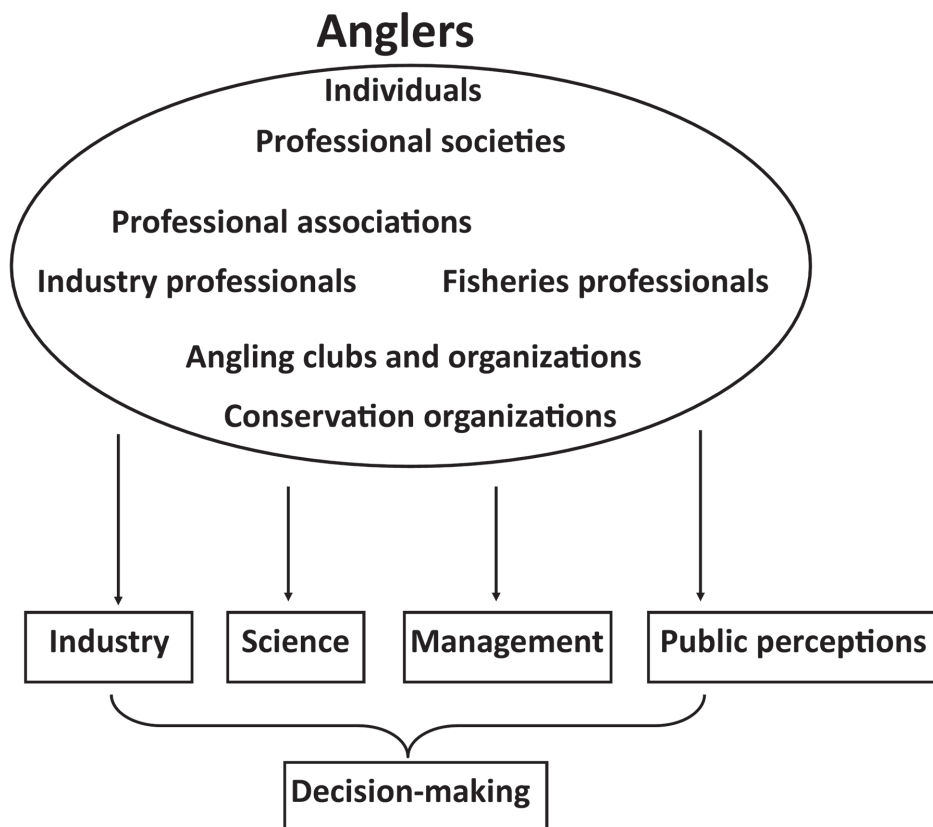 Anglers
Individuals
Professional societies
Professional associations
Industry professionals
Fisheries professionals
Angling clubs and organizations
Conservation organizations
Industry
Science
Management
Public perceptions
Decision-making